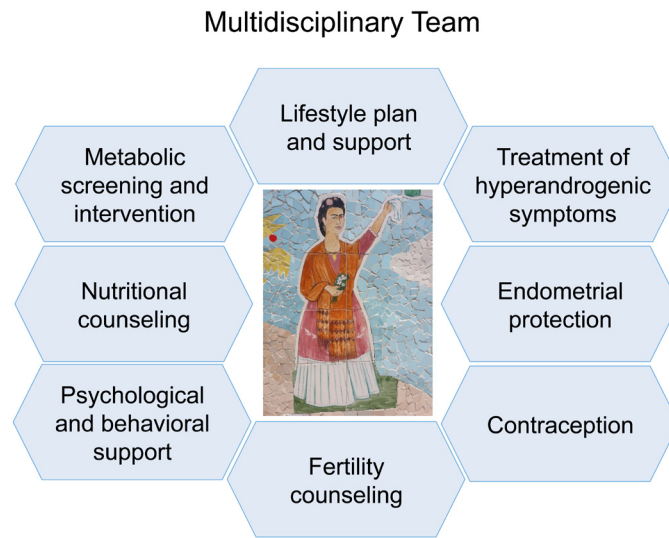 Multidisciplinary Team
Lifestyle plan
and support
Metabolic
screening and
intervention
Treatment of
hyperandrogenic
symptoms
Nutritional
counseling
Endometrial
protection
Psychological
and behavioral
support
Contraception
Fertility
counseling